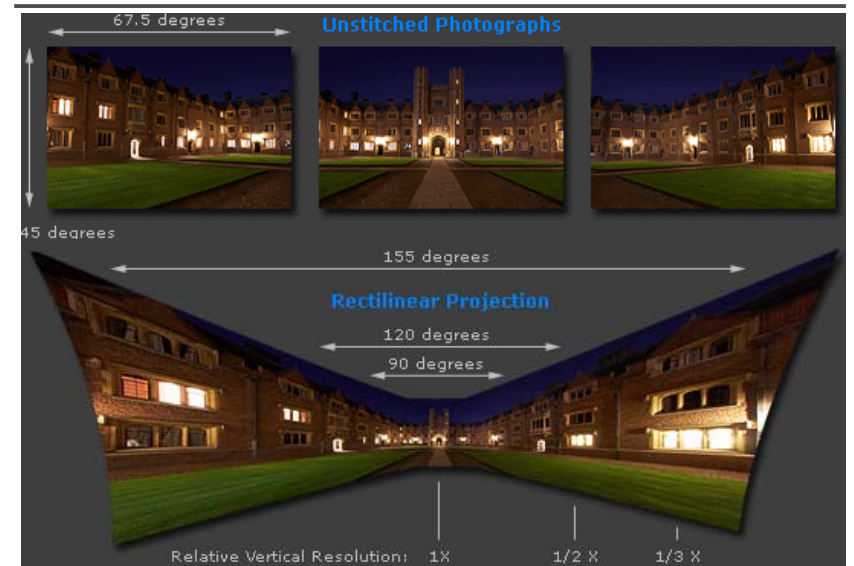 67.5 degrees
Unstitched Photographs
45 degrees
155 degrees
Rectilinear Projection
120 degrees
90 degrees
Relative Vertical Resolution: 1X 1/2 X 1/3 X